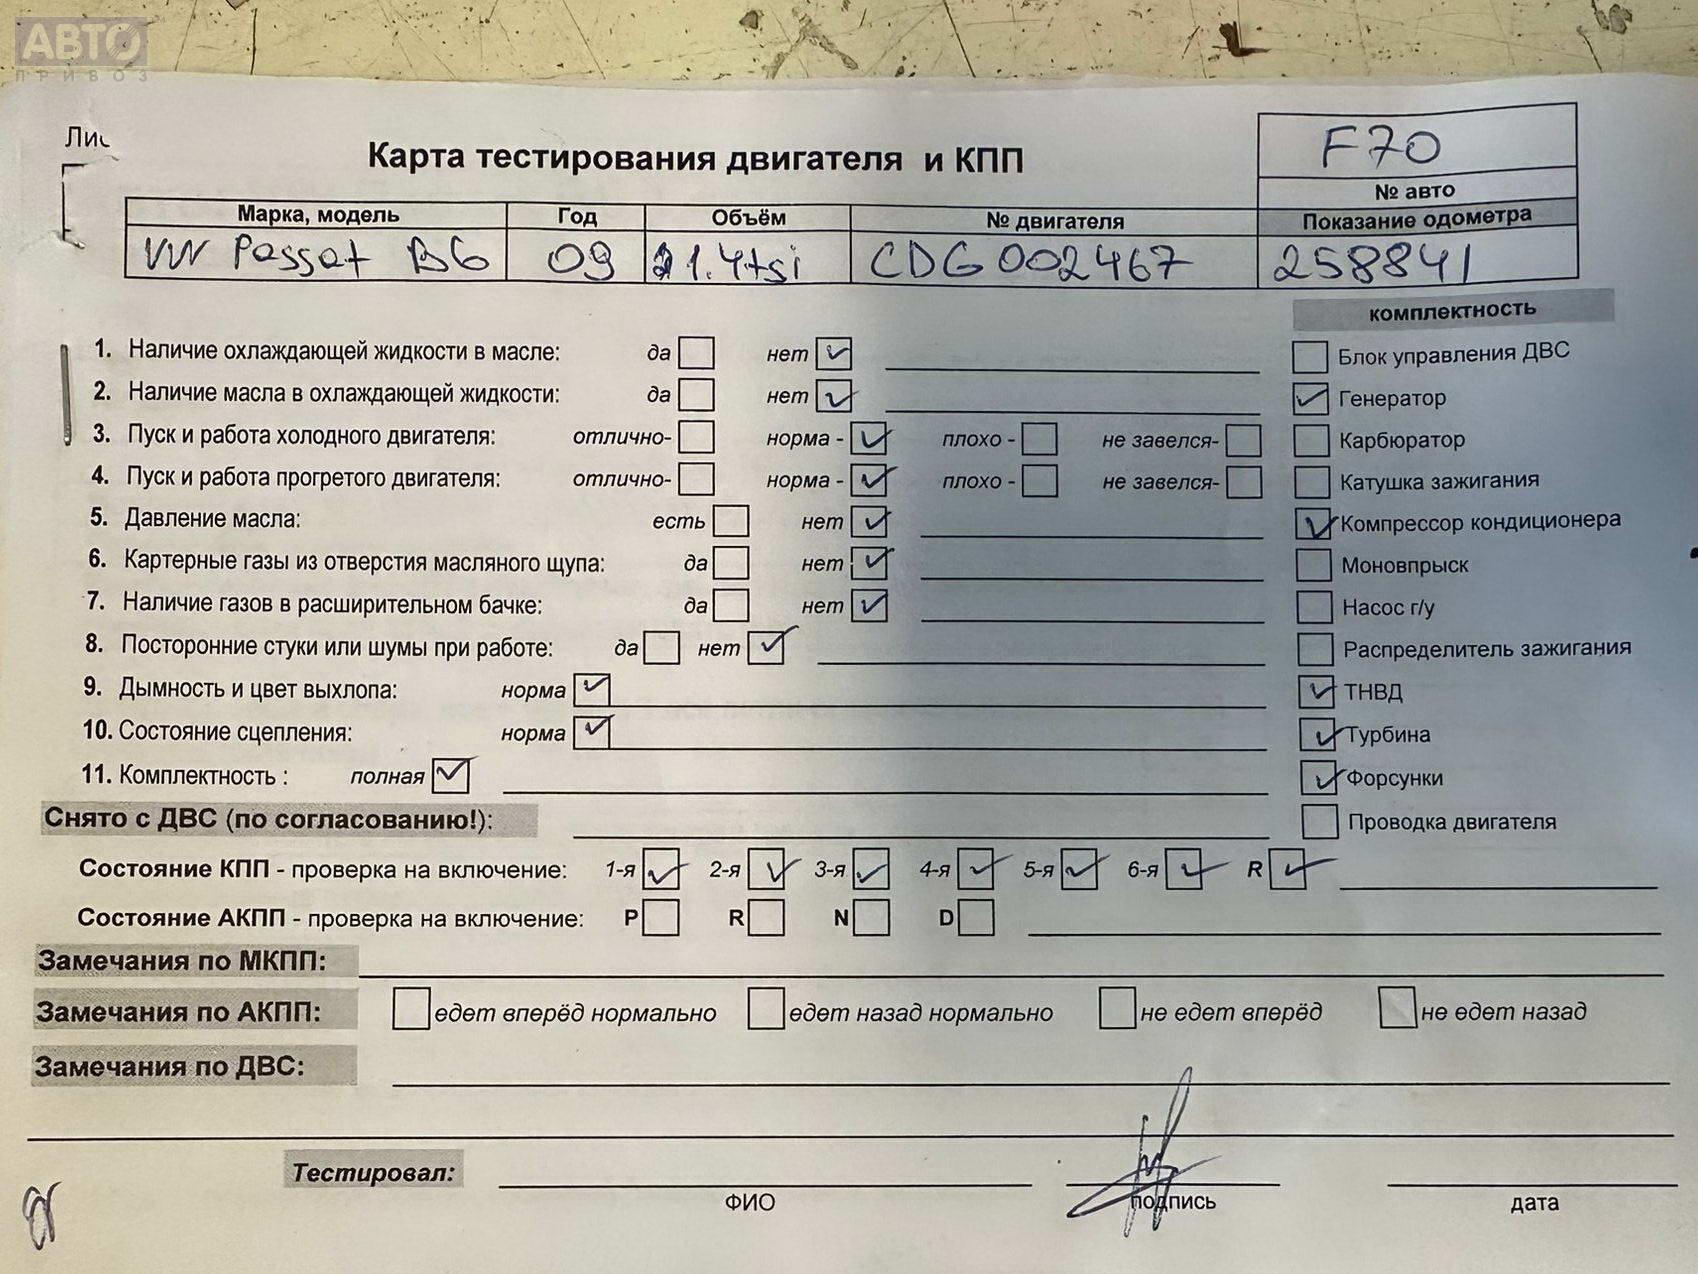 АВТО
ПРИВОЗ
Лис
Карта тестирования двигателя и КПП
F70
№ авто
Марка, модель Год Объём № двигателя Показание одометра
VW Passat B6 09 1.4tsi CDG002467 258841
комплектность
1. Наличие охлаждающей жидкости в масле: да нет ✓ Блок управления ДВС
2. Наличие масла в охлаждающей жидкости: да нет ✓ ✓ Генератор
3. Пуск и работа холодного двигателя: отлично- норма - ✓ плохо - не завелся- Карбюратор
4. Пуск и работа прогретого двигателя: отлично- норма - ✓ плохо - не завелся- Катушка зажигания
5. Давление масла: есть нет ✓ ✓ Компрессор кондиционера
6. Картерные газы из отверстия масляного щупа: да нет ✓ Моновпрыск
7. Наличие газов в расширительном бачке: да нет ✓ Насос г/у
8. Посторонние стуки или шумы при работе: да нет ✓ Распределитель зажигания
9. Дымность и цвет выхлопа: норма ✓ ✓ ТНВД
10. Состояние сцепления: норма ✓ ✓ Турбина
11. Комплектность : полная ✓ ✓ Форсунки
Снято с ДВС (по согласованию!): Проводка двигателя
Состояние КПП - проверка на включение: 1-я ✓ 2-я ✓ 3-я ✓ 4-я ✓ 5-я ✓ 6-я ✓ R ✓
Состояние АКПП - проверка на включение: P R N D
Замечания по МКПП:
Замечания по АКПП: едет вперёд нормально едет назад нормально не едет вперёд не едет назад
Замечания по ДВС:
Тестировал:
ФИО подпись дата